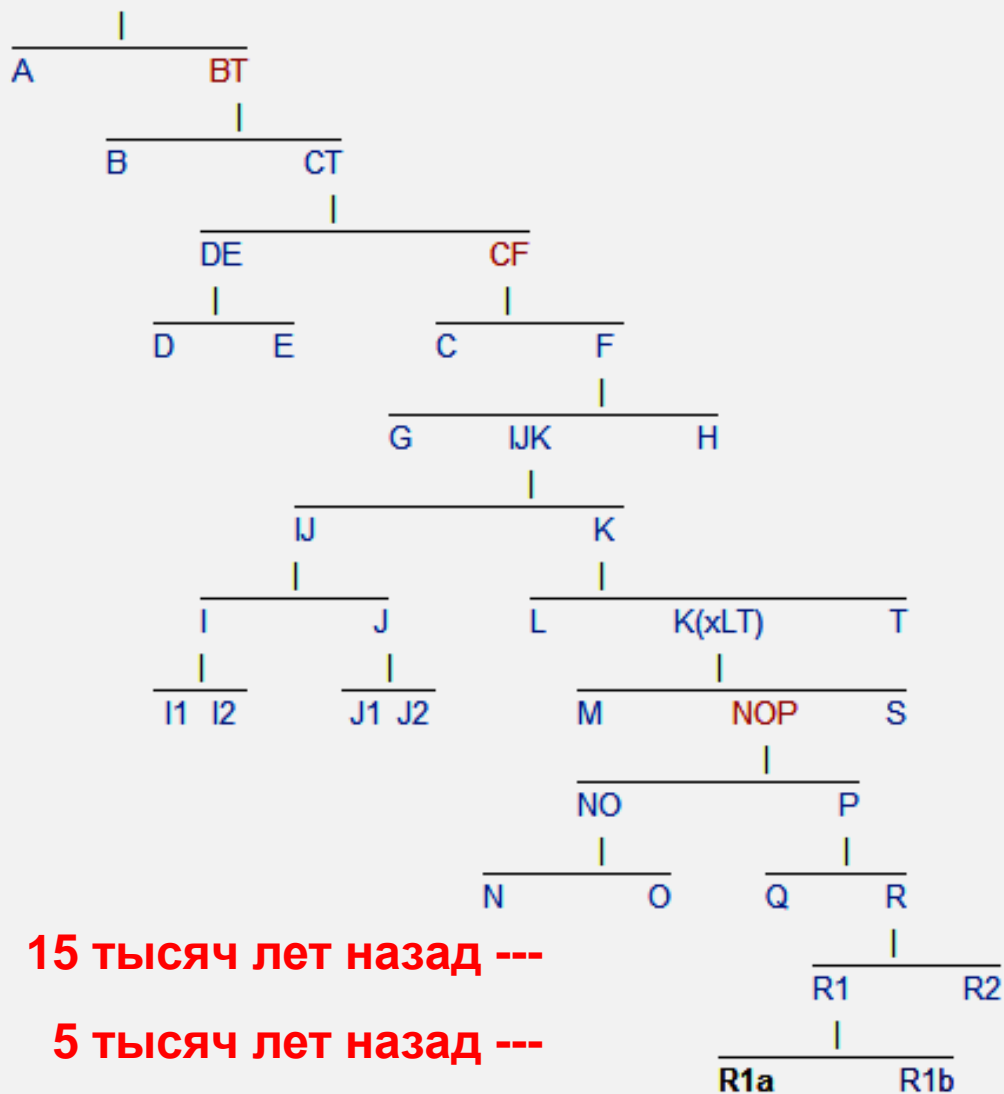 A BT
B CT
DE CF
D E C F
G IJK H
IJ K
I J L K(xLT) T
I1 I2 J1 J2 M NOP S
NO P
N O Q R
15 тысяч лет назад ---
R1 R2
5 тысяч лет назад ---
R1a R1b